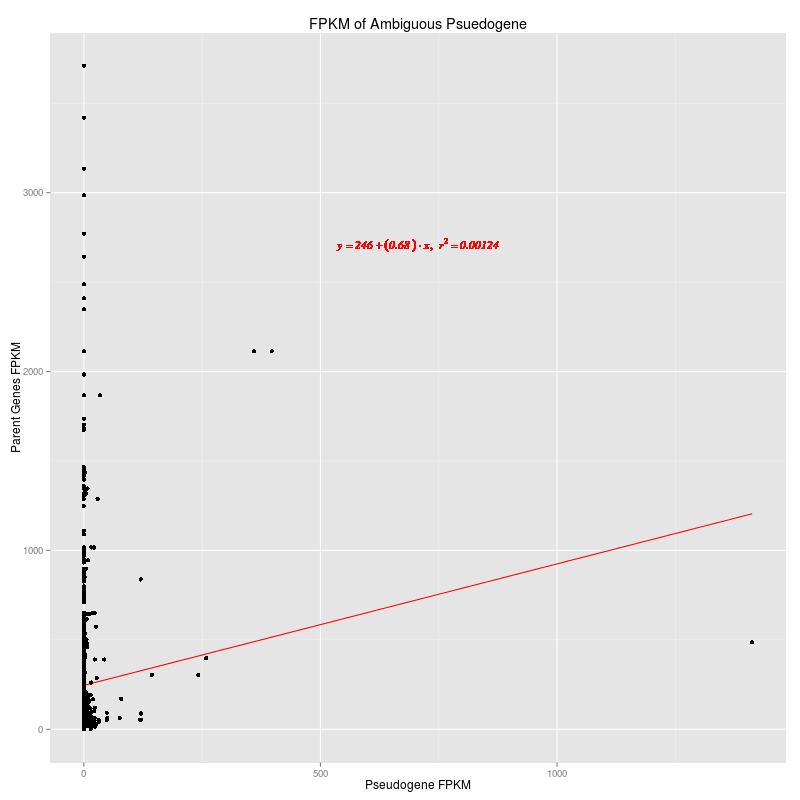 FPKM of Ambiguous Psuedogene
3000
2000
1000
0
Parent Genes FPKM
y = 246 + (0.68) · x, r² = 0.00124
0 500 1000
Pseudogene FPKM